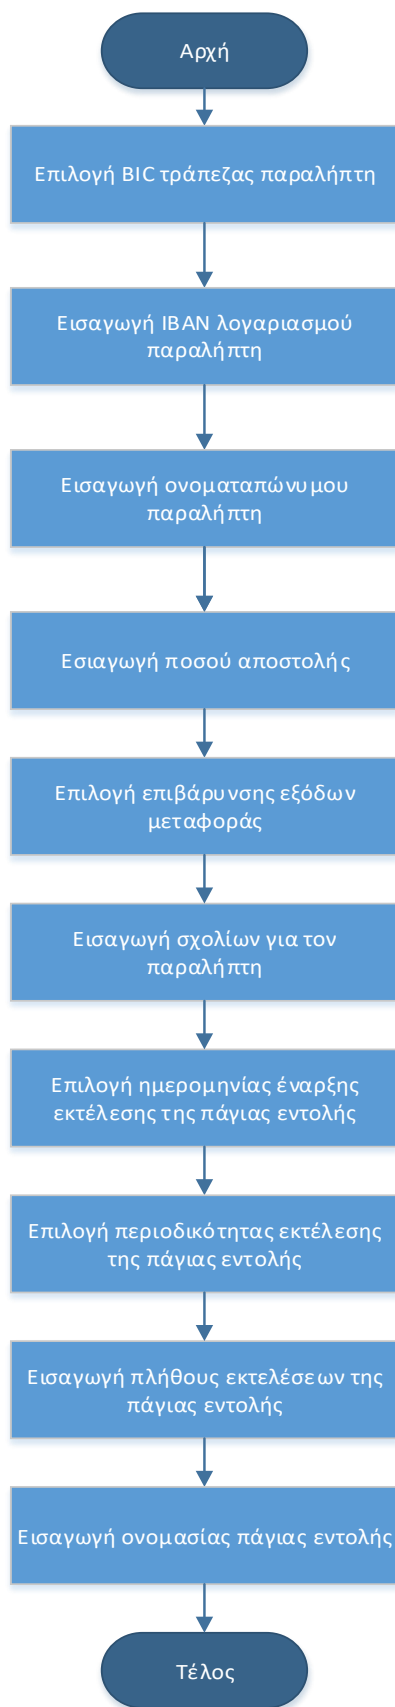 Αρχή
Επιλογή BIC τράπεζας παραλήπτη
Εισαγωγή IBAN λογαριασμού
παραλήπτη
Εισαγωγή ονοματαπώνυμου
παραλήπτη
Εσιαγωγή ποσού αποστολής
Επιλογή επιβάρυνσης εξόδων
μεταφοράς
Εισαγωγή σχολίων για τον
παραλήπτη
Επιλογή ημερομηνίας έναρξης
εκτέλεσης της πάγιας εντολής
Επιλογή περιοδικότητας εκτέλεσης
της πάγιας εντολής
Εισαγωγή πλήθους εκτελέσεων της
πάγιας εντολής
Εισαγωγή ονομασίας πάγιας εντολής
Τέλος